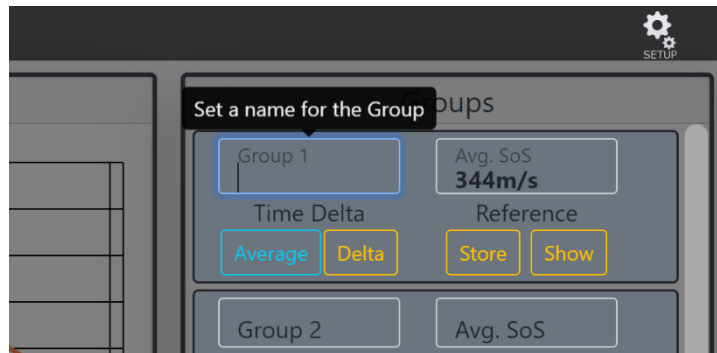 SETUP
Groups
Set a name for the Group
Group 1
Avg. SoS
344m/s
Time Delta
Reference
Average
Delta
Store
Show
Group 2
Avg. SoS